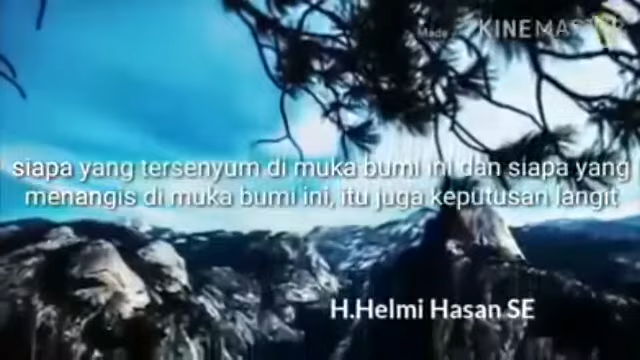 Made KINEMASTER
siapa yang tersenyum di muka bumi ini dan siapa yang
menangis di muka bumi ini, itu juga keputusan langit
H.Helmi Hasan SE